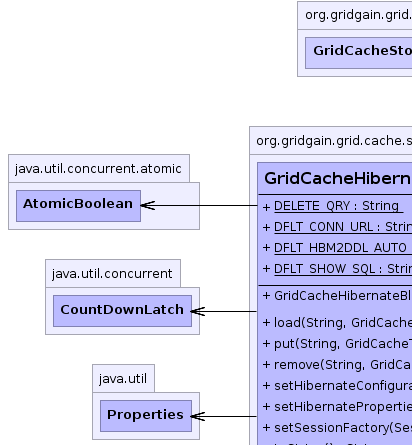 org.gridgain.grid.
GridCacheSto
org.gridgain.grid.cache.s
java.util.concurrent.atomic
GridCacheHibern
AtomicBoolean
+ DELETE_QRY : String
+ DFLT_CONN_URL : Strin
+ DFLT_HBM2DDL_AUTO
+ DFLT_SHOW_SQL : Strin
java.util.concurrent
+ GridCacheHibernateBl
CountDownLatch
+ load(String, GridCache
+ put(String, GridCacheT
+ remove(String, GridCa
java.util
+ setHibernateConfigura
+ setHibernatePropertie
Properties
+ setSessionFactory(Ses